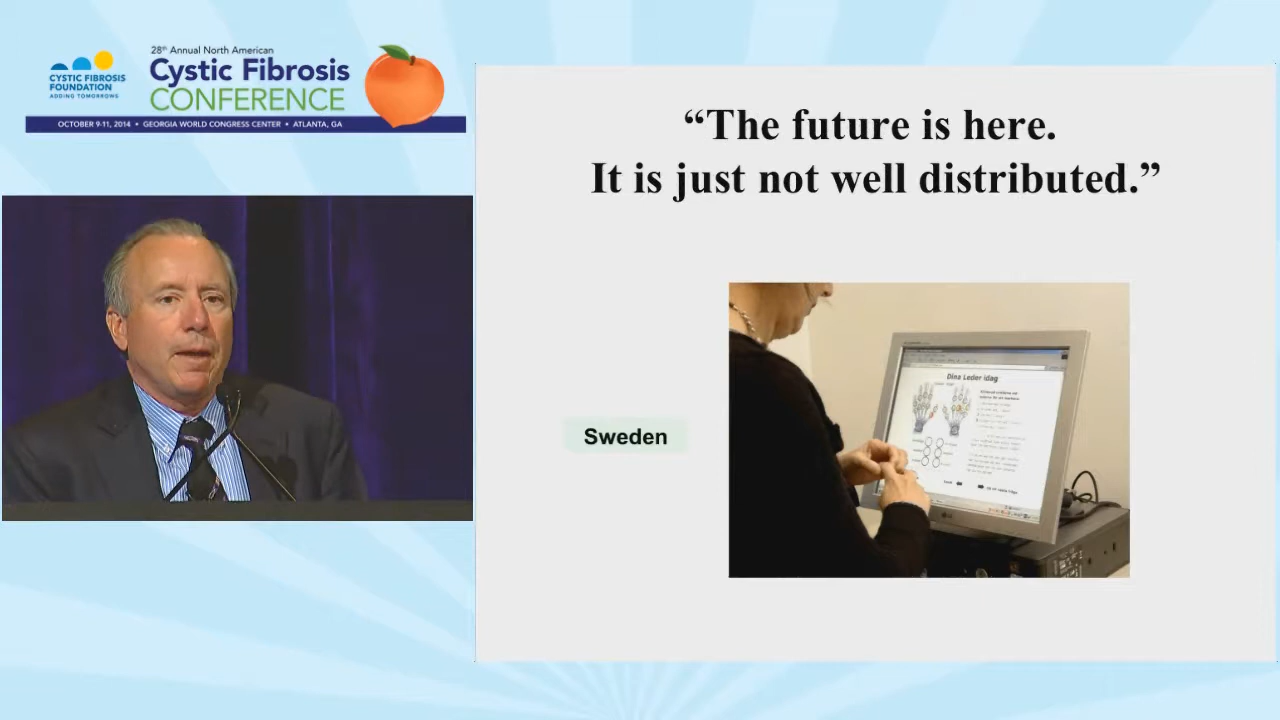 CYSTIC FIBROSIS
FOUNDATION
ADDING TOMORROWS
28th Annual North American
Cystic Fibrosis
CONFERENCE
OCTOBER 9-11, 2014 • GEORGIA WORLD CONGRESS CENTER • ATLANTA, GA
“The future is here.
It is just not well distributed.”
Sweden
Dina Leder idag